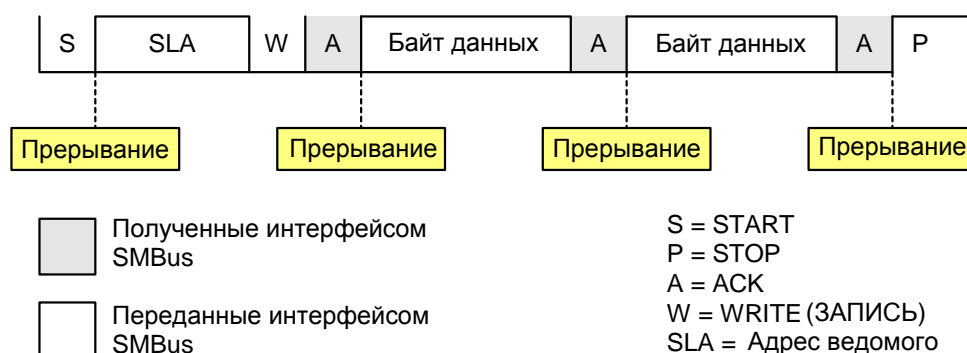 S SLA W A Байт данных A Байт данных A P
Прерывание Прерывание Прерывание Прерывание
Полученные интерфейсом
SMBus
Переданные интерфейсом
SMBus
S = START
P = STOP
A = ACK
W = WRITE (ЗАПИСЬ)
SLA = Адрес ведомого